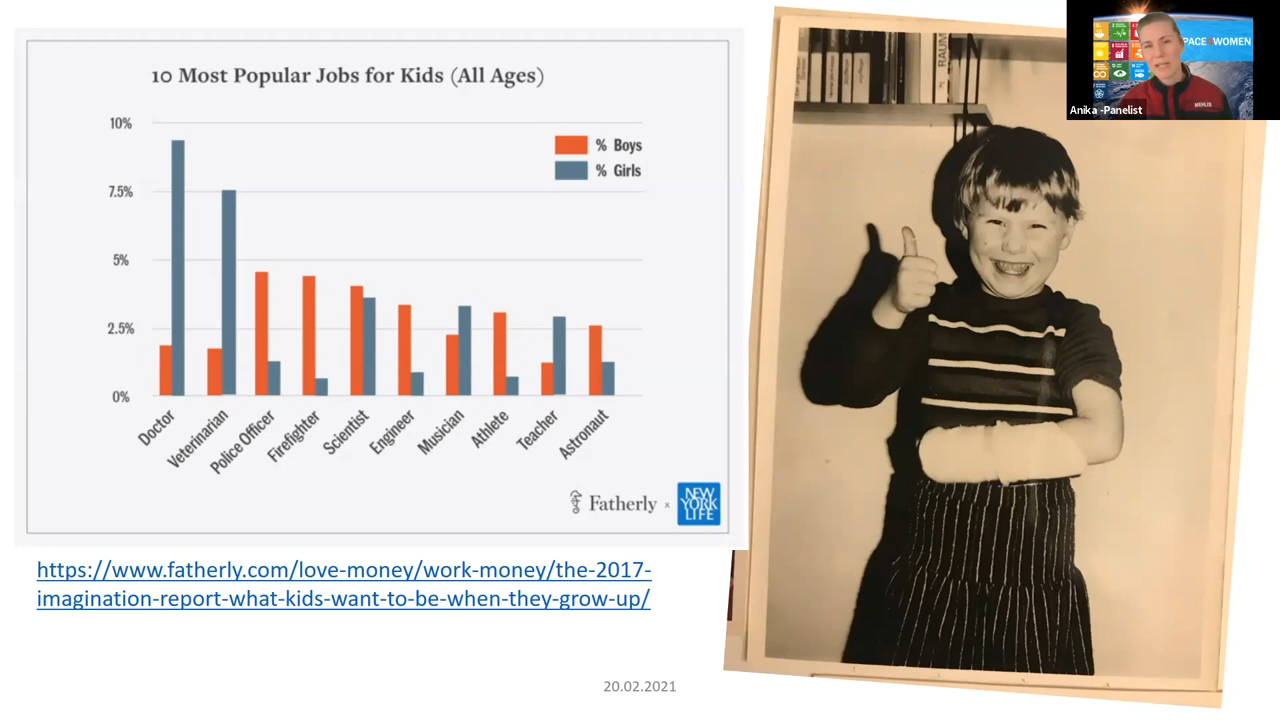 10 Most Popular Jobs for Kids (All Ages)
10%
7.5%
5%
2.5%
0%
% Boys
% Girls
Doctor
Veterinarian
Police Officer
Firefighter
Scientist
Engineer
Musician
Athlete
Teacher
Astronaut
Fatherly x
NEW
YORK
LIFE
https://www.fatherly.com/love-money/work-money/the-2017-
imagination-report-what-kids-want-to-be-when-they-grow-up/
20.02.2021
RAUM
PACE4WOMEN
MEHLIS
Anika -Panelist